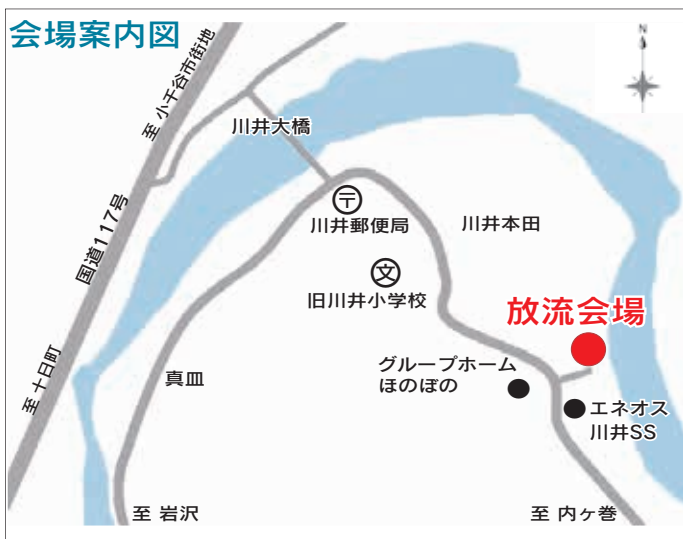 会場案内図
N
至 小千谷市街地
川井大橋
国道117号
〒
川井郵便局
川井本田
文
旧川井小学校
放流会場
至 十日町
真皿
グループホーム
ほのぼの
エネオス
川井SS
至 岩沢
至 内ヶ巻